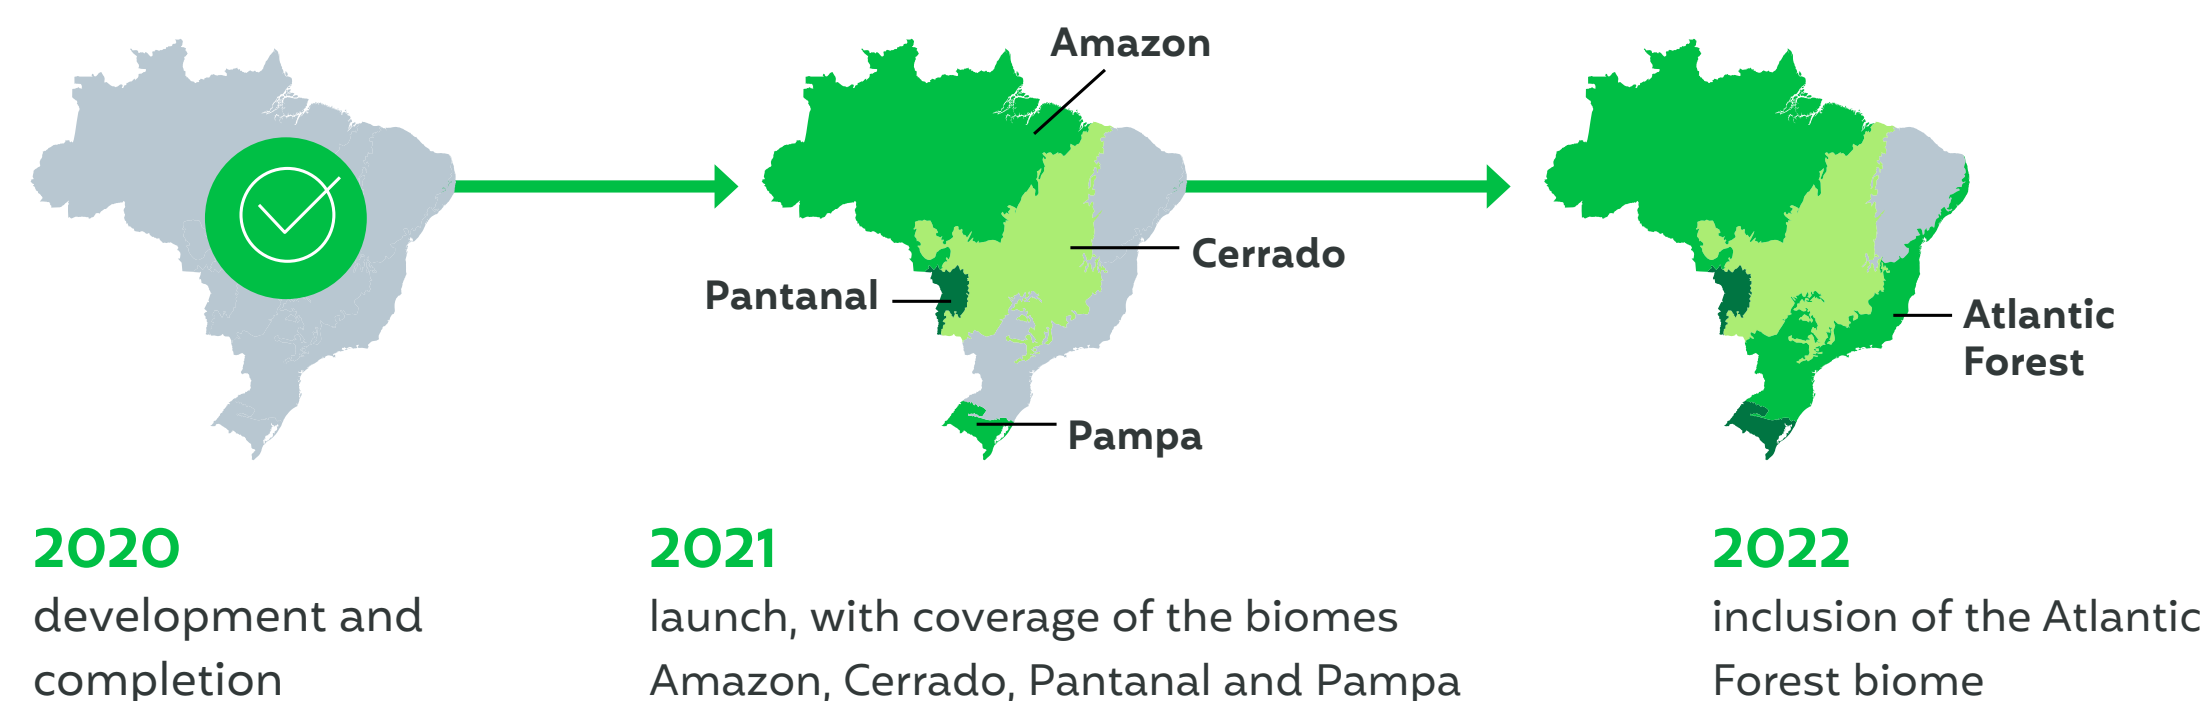 Amazon
Cerrado
Pantanal
Pampa
Atlantic
Forest
2020
development and
completion
2021
launch, with coverage of the biomes
Amazon, Cerrado, Pantanal and Pampa
2022
inclusion of the Atlantic
Forest biome